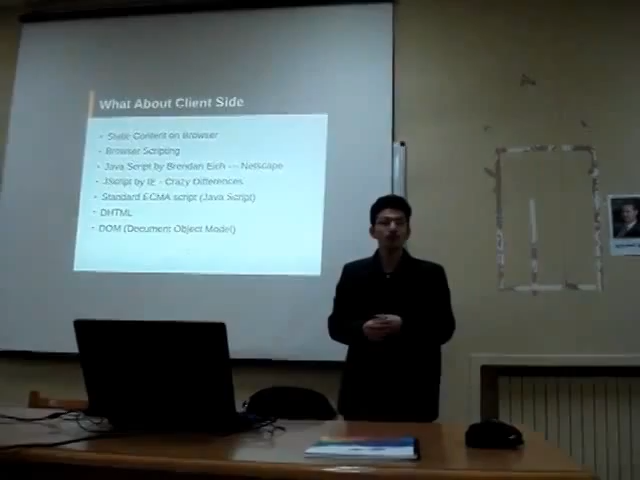 What About Client Side
Static Content on Browser
Browser Scripting
Java Script by Brendan Eich --- Netscape
JScript by IE - Crazy Differences
Standard ECMA script (Java Script)
DHTML
DOM (Document Object Model)